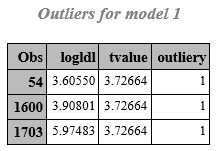 Outliers for model 1
Obs logldl tvalue outliery
54 3.60550 3.72664 1
1600 3.90801 3.72664 1
1703 5.97483 3.72664 1